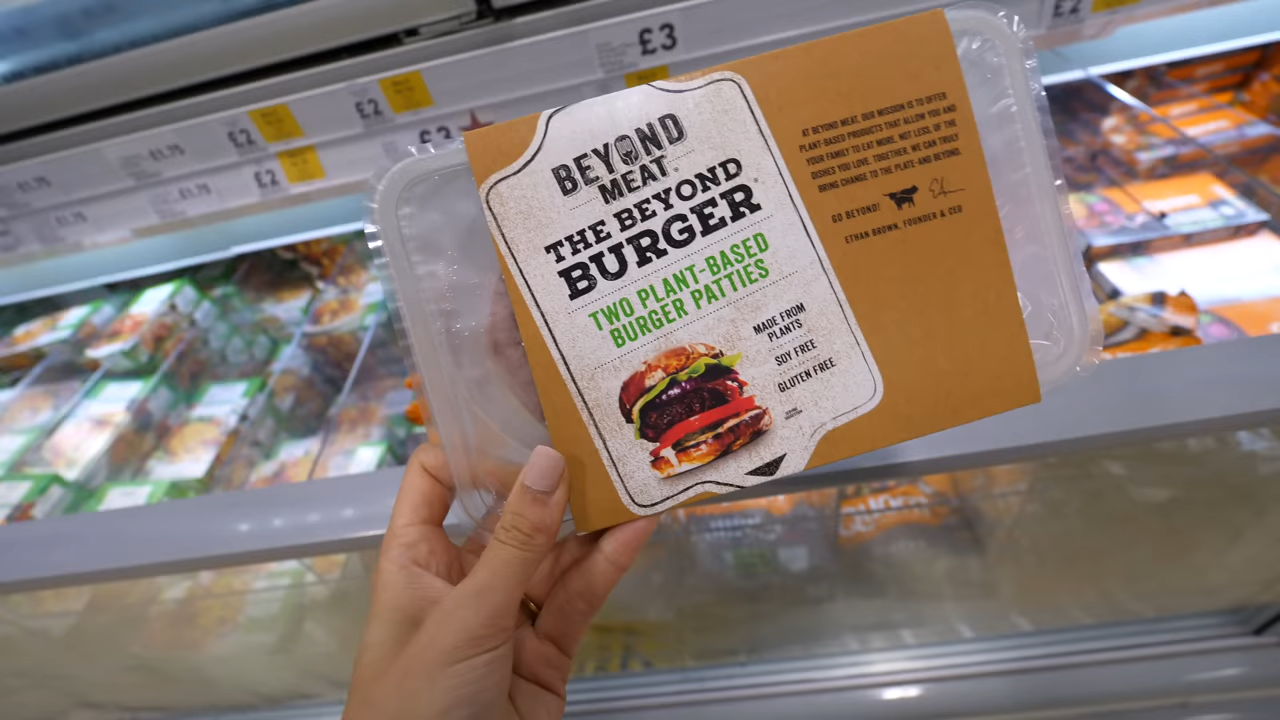 £3
£2
£2
£2
£1.75
£2
£2
£1.75
£1.75
£1.75
BEYOND
MEAT
THE BEYOND
BURGER
TWO PLANT-BASED
BURGER PATTIES
MADE FROM
PLANTS
SOY FREE
GLUTEN FREE
AT BEYOND MEAT, OUR MISSION IS TO OFFER
PLANT-BASED PRODUCTS THAT ALLOW YOU AND
YOUR FAMILY TO EAT MORE, NOT LESS, OF THE
DISHES YOU LOVE. TOGETHER, WE CAN TRULY
BRING CHANGE TO THE PLATE-AND BEYOND.
GO BEYOND!
ETHAN BROWN, FOUNDER & CEO